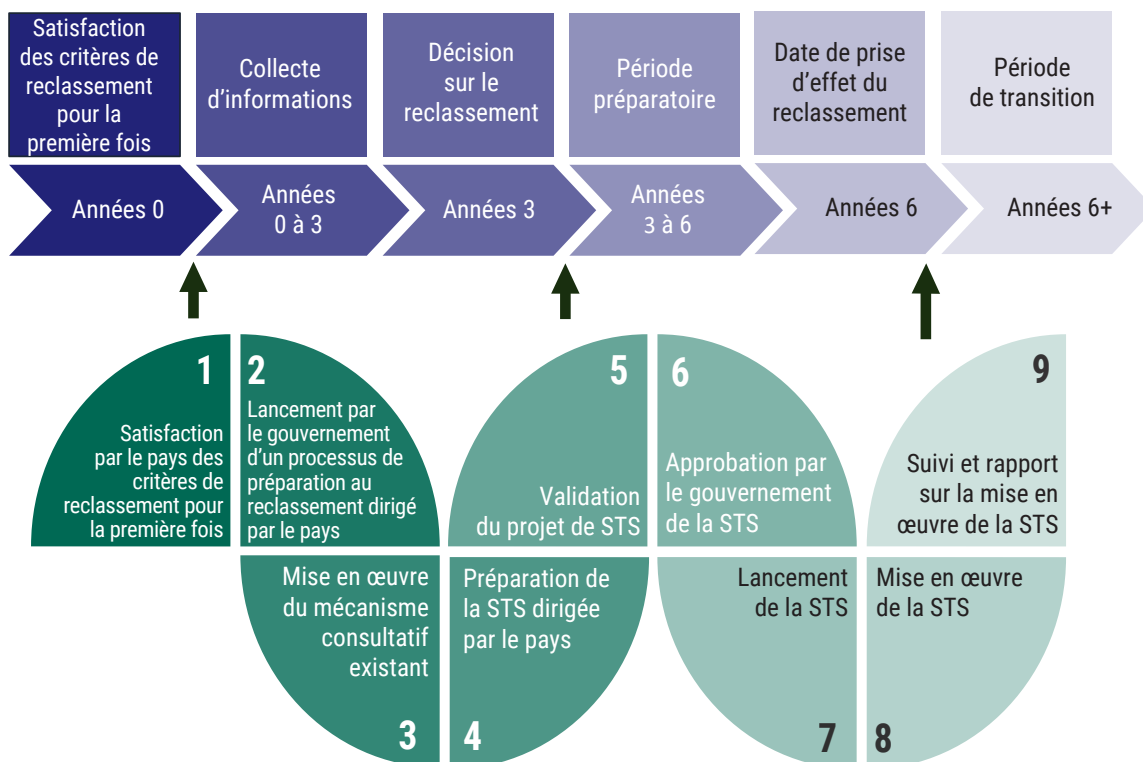 Satisfaction
des critères de
reclassement
pour la
première fois
Collecte
d'informations
Décision
sur le
reclassement
Période
préparatoire
Date de prise
d'effet du
reclassement
Période
de transition
Années 0
Années
0 à 3
Années 3
Années
3 à 6
Années 6
Années 6+
1
Satisfaction
par le pays des
critères de
reclassement pour
la première fois
2
Lancement par
le gouvernement
d'un processus de
préparation au
reclassement dirigé
par le pays
Mise en œuvre
du mécanisme
consultatif
existant
3
Préparation de
la STS dirigée
par le pays
4
5
Validation
du projet de STS
6
Approbation par
le gouvernement
de la STS
Lancement
de la STS
7
Mise en œuvre
de la STS
8
9
Suivi et rapport
sur la mise en
œuvre de la STS